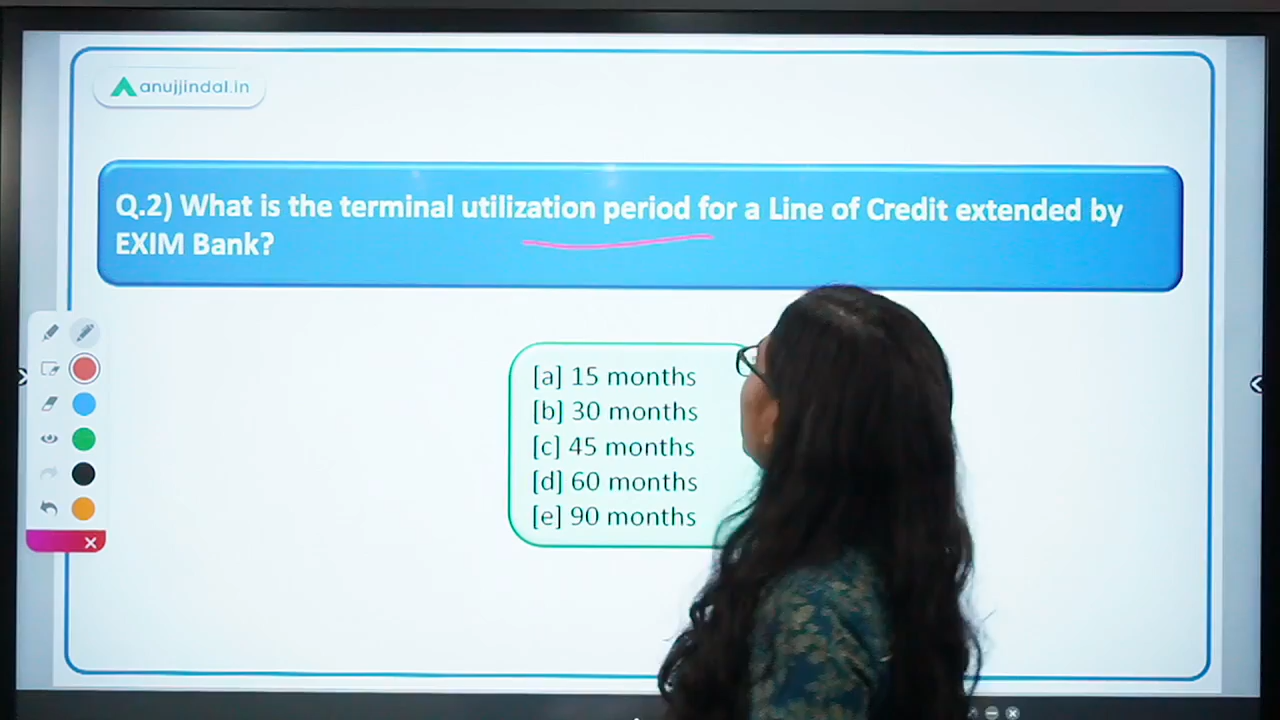 anujjindal.in
Q.2) What is the terminal utilization period for a Line of Credit extended by
EXIM Bank?
[a] 15 months
[b] 30 months
[c] 45 months
[d] 60 months
[e] 90 months